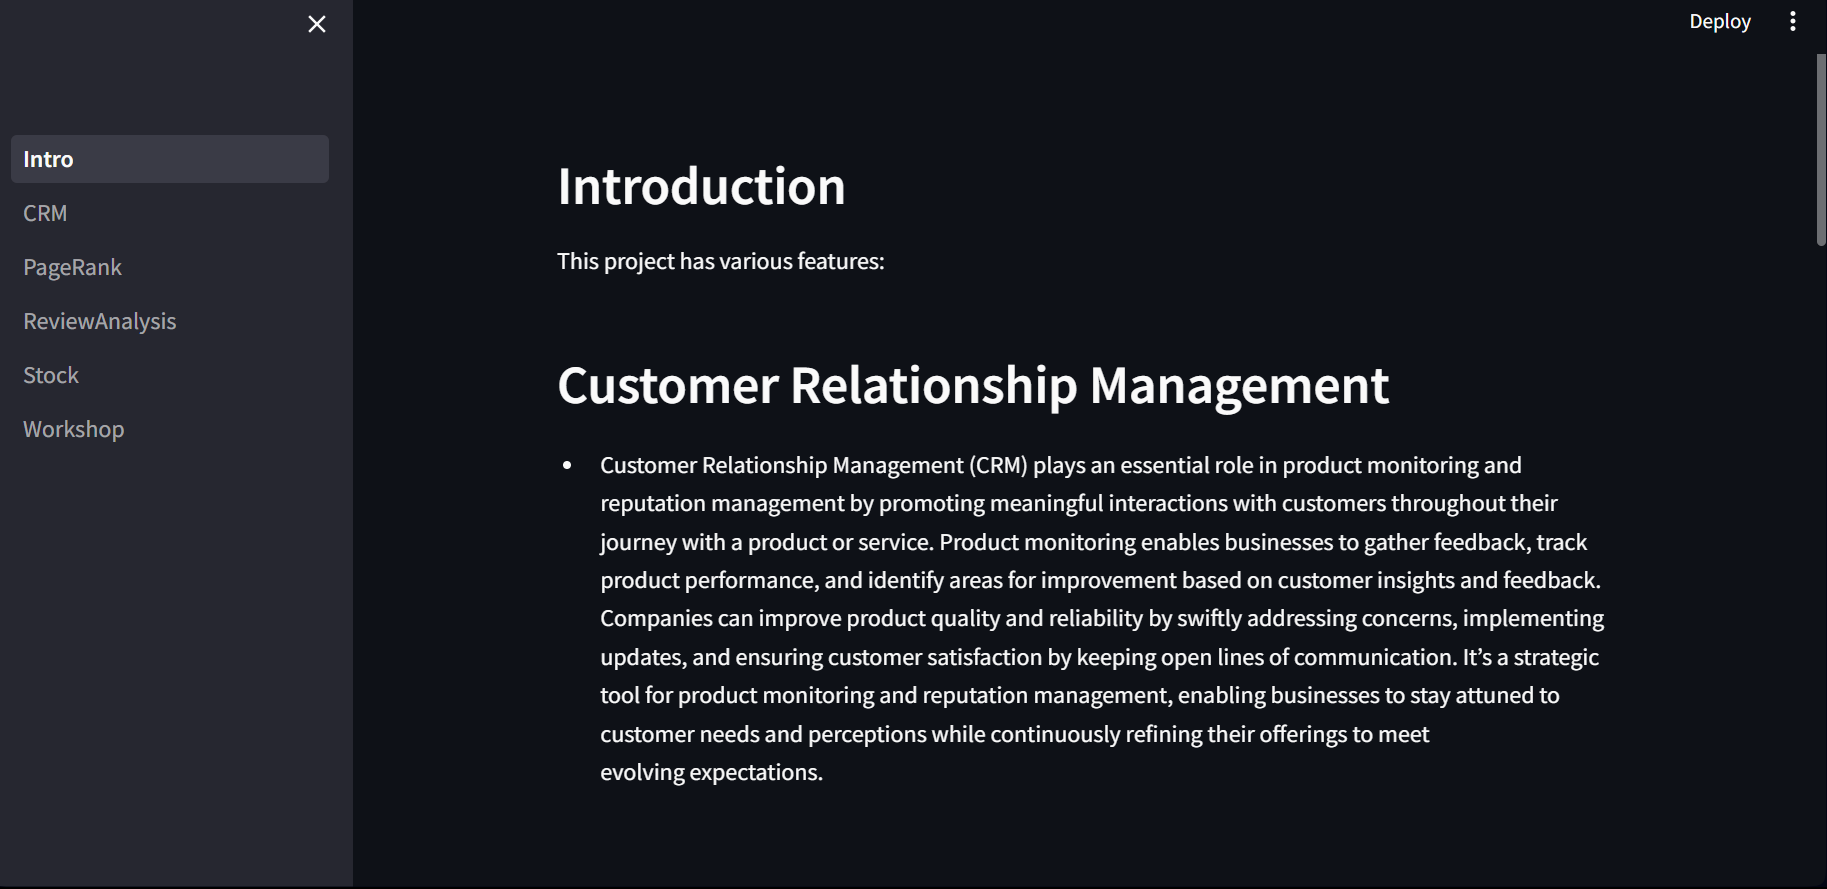 Deploy
Intro
CRM
PageRank
ReviewAnalysis
Stock
Workshop
Introduction
This project has various features:
Customer Relationship Management
Customer Relationship Management (CRM) plays an essential role in product monitoring and
reputation management by promoting meaningful interactions with customers throughout their
journey with a product or service. Product monitoring enables businesses to gather feedback, track
product performance, and identify areas for improvement based on customer insights and feedback.
Companies can improve product quality and reliability by swiftly addressing concerns, implementing
updates, and ensuring customer satisfaction by keeping open lines of communication. It’s a strategic
tool for product monitoring and reputation management, enabling businesses to stay attuned to
customer needs and perceptions while continuously refining their offerings to meet
evolving expectations.